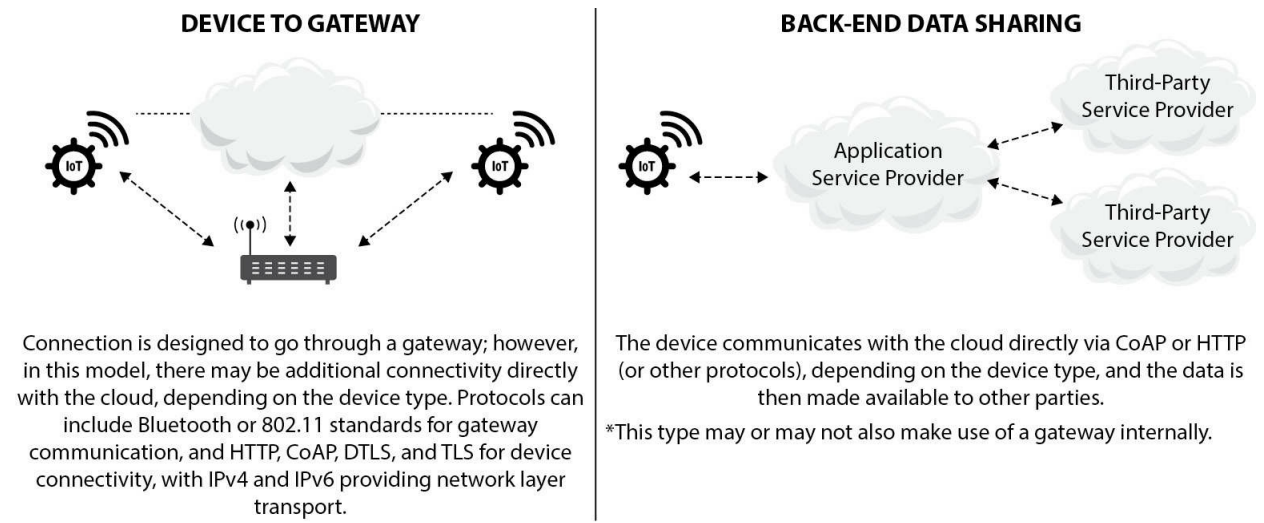 DEVICE TO GATEWAY
IoT
IoT
Connection is designed to go through a gateway; however,
in this model, there may be additional connectivity directly
with the cloud, depending on the device type. Protocols can
include Bluetooth or 802.11 standards for gateway
communication, and HTTP, CoAP, DTLS, and TLS for device
connectivity, with IPv4 and IPv6 providing network layer
transport.
BACK-END DATA SHARING
IoT
Application
Service Provider
Third-Party
Service Provider
Third-Party
Service Provider
The device communicates with the cloud directly via CoAP or HTTP
(or other protocols), depending on the device type, and the data is
then made available to other parties.
*This type may or may not also make use of a gateway internally.